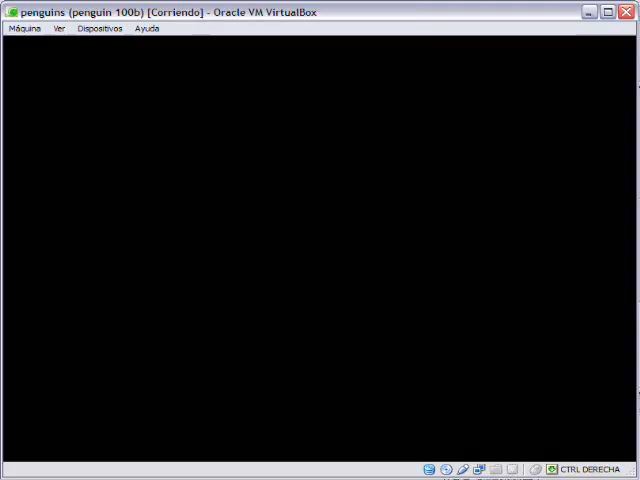 penguins (penguin 100b) [Corriendo] - Oracle VM VirtualBox
Máquina Ver Dispositivos Ayuda
CTRL DERECHA